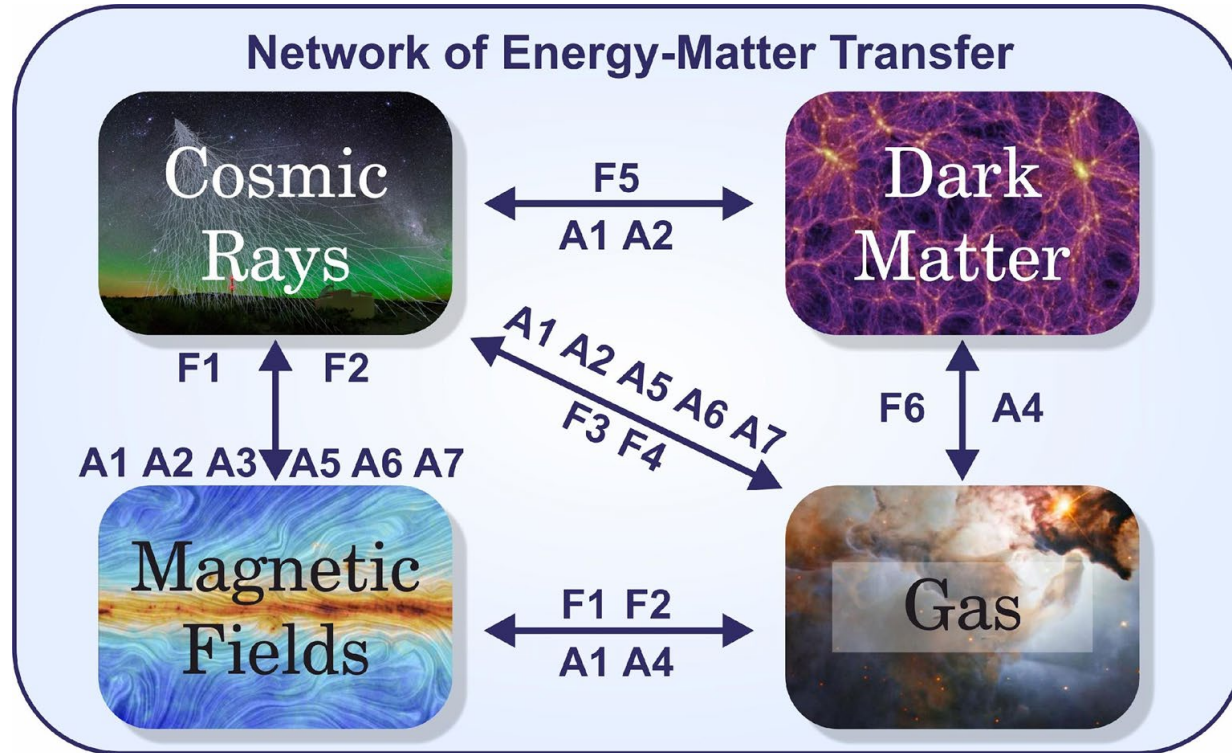 Network of Energy-Matter Transfer
Cosmic
Rays
F5
A1 A2
Dark
Matter
F1 F2
A1 A2 A3 A5 A6 A7
A1 A2 A5 A6 A7
F3 F4
F6 A4
Magnetic
Fields
F1 F2
A1 A4
Gas